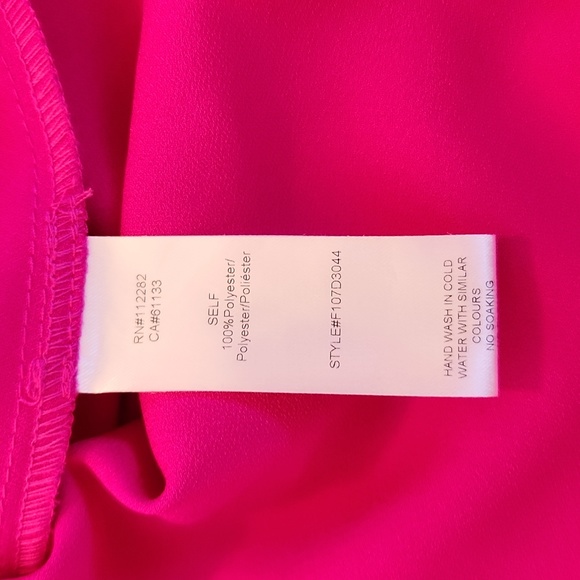 RN#112282
CA#61133
SELF
100%Polyester/
Polyester/Poliéster
STYLE#F107D3044
HAND WASH IN COLD
WATER WITH SIMILAR
COLOURS
NO SOAKING